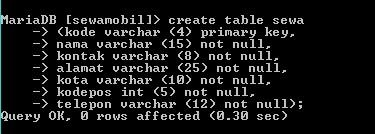 MariaDB [sewamobil]> create table sewa
    -> (kode varchar (4) primary key,
    -> nama varchar (15) not null,
    -> kontak varchar (8) not null,
    -> alamat varchar (25) not null,
    -> kota varchar (10) not null,
    -> kodepos int (5) not null,
    -> telepon varchar (12) not null);
Query OK, 0 rows affected (0.30 sec)